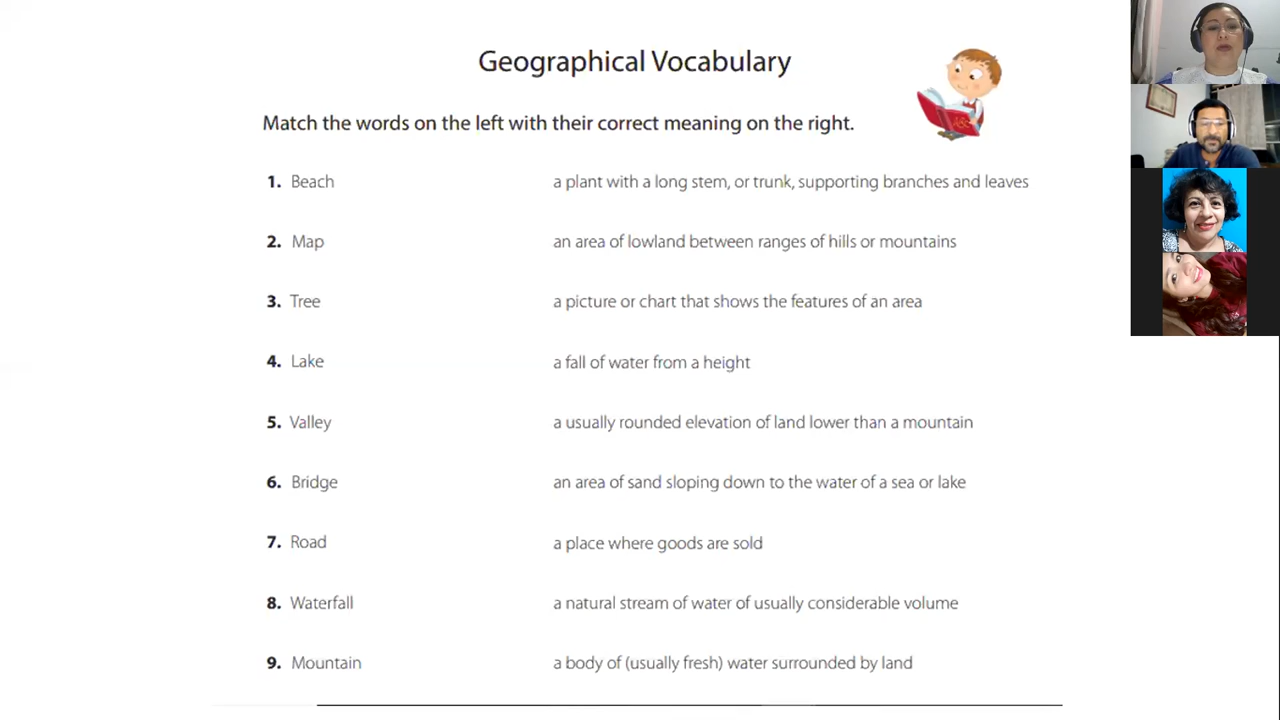 Geographical Vocabulary
Match the words on the left with their correct meaning on the right.
1. Beach a plant with a long stem, or trunk, supporting branches and leaves
2. Map an area of lowland between ranges of hills or mountains
3. Tree a picture or chart that shows the features of an area
4. Lake a fall of water from a height
5. Valley a usually rounded elevation of land lower than a mountain
6. Bridge an area of sand sloping down to the water of a sea or lake
7. Road a place where goods are sold
8. Waterfall a natural stream of water of usually considerable volume
9. Mountain a body of (usually fresh) water surrounded by land